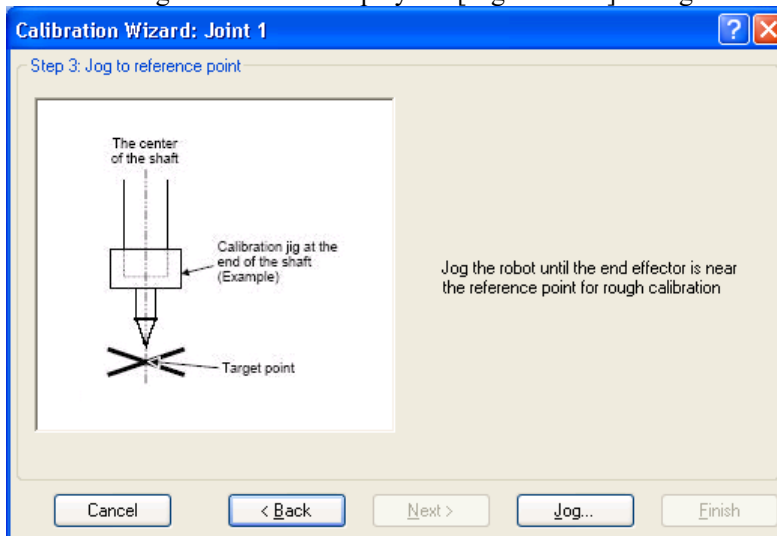 Calibration Wizard: Joint 1
Step 3: Jog to reference point
The center
of the shaft
Calibration jig at the
end of the shaft
(Example)
Target point
Jog the robot until the end effector is near
the reference point for rough calibration
Cancel
< Back
Next >
Jog...
Finish